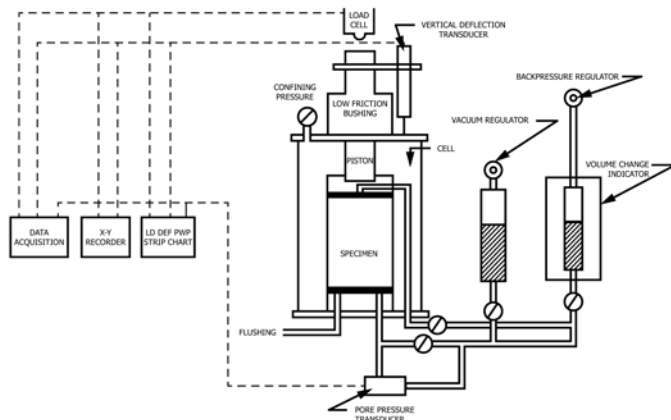 LOAD
CELL
VERTICAL DEFLECTION
TRANSDUCER
BACKPRESSURE REGULATOR
CONFINING
PRESSURE
LOW FRICTION
BUSHING
VACUUM REGULATOR
CELL
VOLUME CHANGE
INDICATOR
PISTON
DATA
ACQUISITION
X-Y
RECORDER
LD DEF PWP
STRIP CHART
SPECIMEN
FLUSHING
PORE PRESSURE
TRANSDUCER